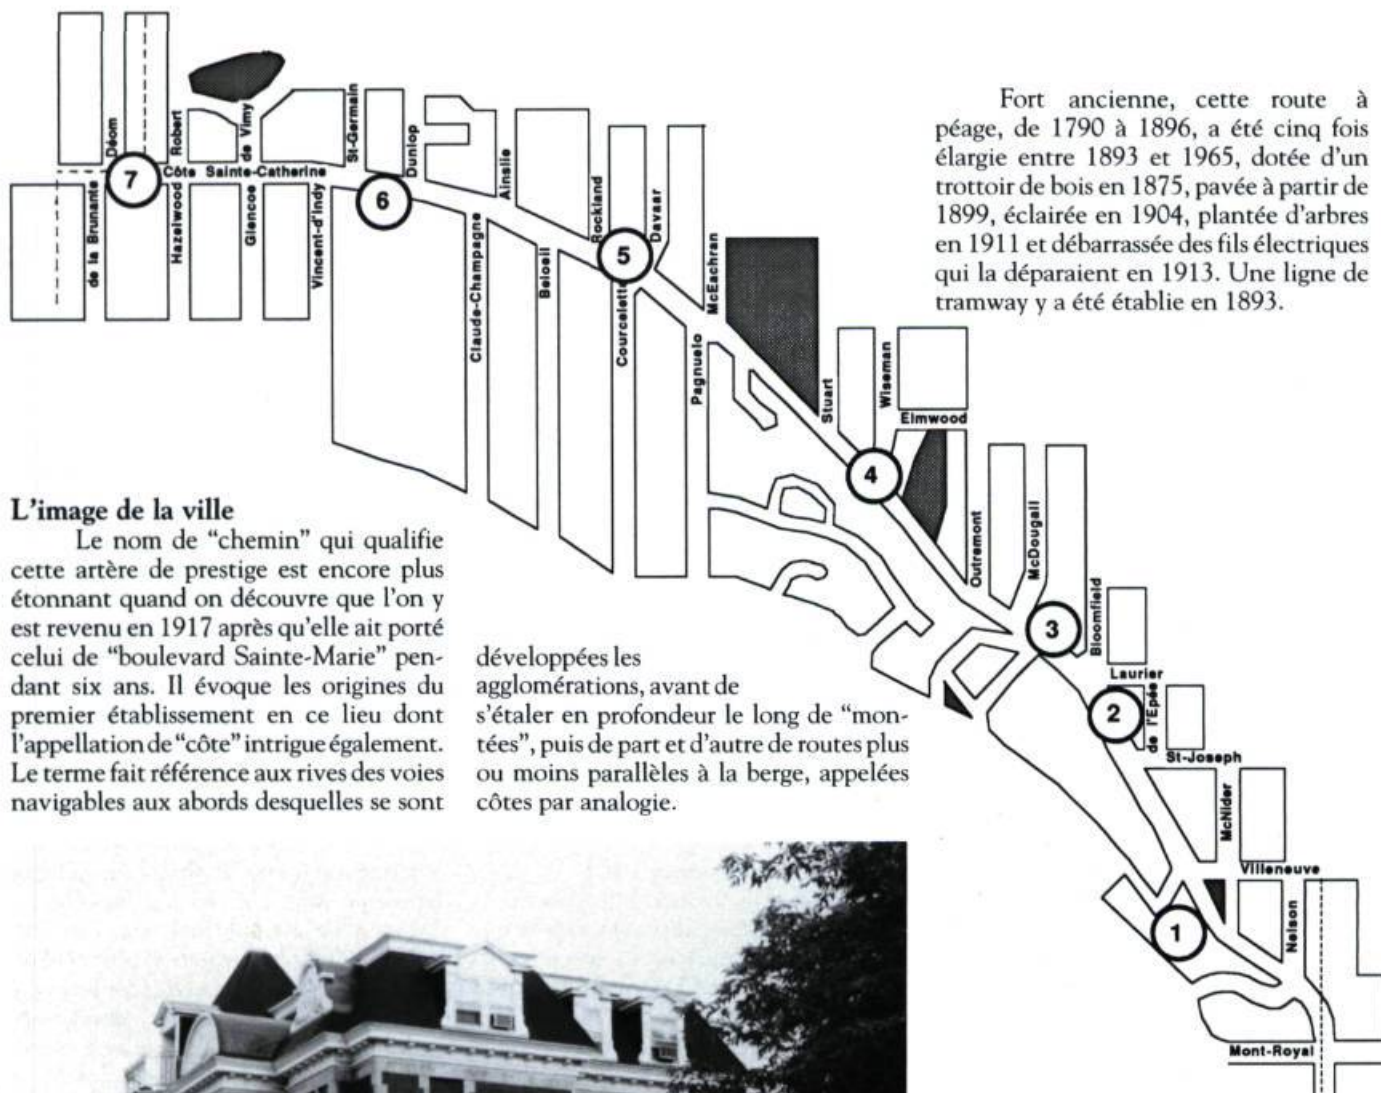 St-Germain
Dunlop
Déom
Robert
de Vimy
Ainslie
7
Côte Sainte-Catherine
6
Rockland
Davaar
de la Brunante
Hazelwood
Glencoe
Vincent-d'Indy
Claude-Champagne
Beloeil
5
McEachran
Courcelette
Pagnuelo
Stuart
Wiseman
Elmwood
4
Outremont
McDougall
3
Bloomfield
Laurier
2
de l'Epée
St-Joseph
McNider
Villeneuve
1
Nelson
Mont-Royal
Fort ancienne, cette route à
péage, de 1790 à 1896, a été cinq fois
élargie entre 1893 et 1965, dotée d'un
trottoir de bois en 1875, pavée à partir de
1899, éclairée en 1904, plantée d'arbres
en 1911 et débarrassée des fils électriques
qui la déparaient en 1913. Une ligne de
tramway y a été établie en 1893.
L'image de la ville
Le nom de “chemin” qui qualifie
cette artère de prestige est encore plus
étonnant quand on découvre que l'on y
est revenu en 1917 après qu'elle ait porté
celui de “boulevard Sainte-Marie” pen-
dant six ans. Il évoque les origines du
premier établissement en ce lieu dont
l'appellation de “côte” intrigue également.
Le terme fait référence aux rives des voies
navigables aux abords desquelles se sont
développées les
agglomérations, avant de
s'étaler en profondeur le long de “mon-
tées”, puis de part et d'autre de routes plus
ou moins parallèles à la berge, appelées
côtes par analogie.